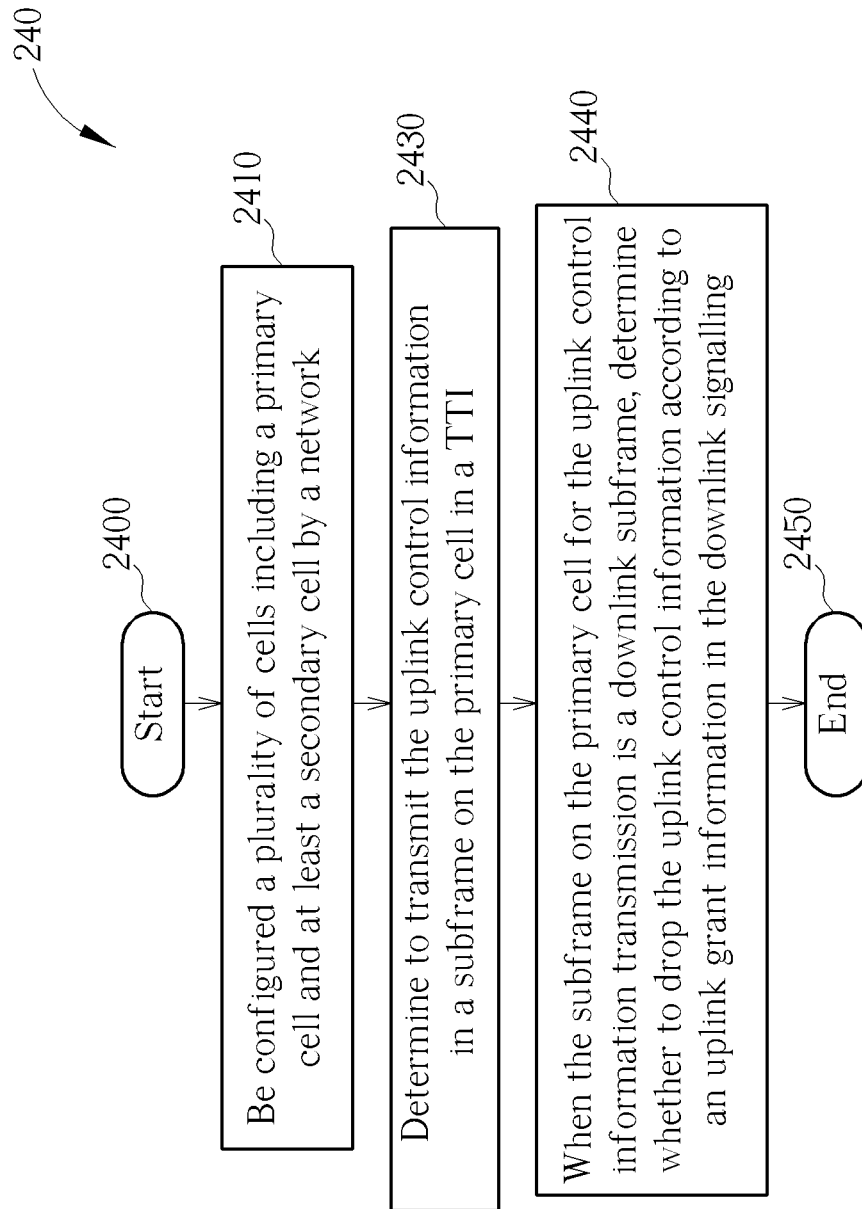 240
2400
Start
2410
Be configured a plurality of cells including a primary
cell and at least a secondary cell by a network
2430
Determine to transmit the uplink control information
in a subframe on the primary cell in a TTI
2440
When the subframe on the primary cell for the uplink control
information transmission is a downlink subframe, determine
whether to drop the uplink control information according to
an uplink grant information in the downlink signalling
2450
End